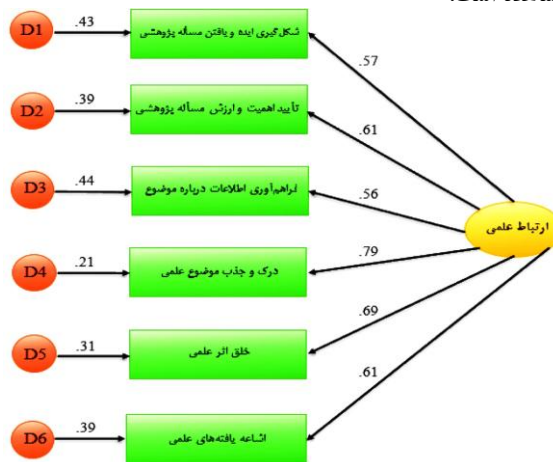 D1
.43
شکل‌گیری ایده و یافتن مسأله پژوهشی
.57
D2
.39
تأیید اهمیت و ارزش مسأله پژوهشی
.61
D3
.44
فراهم‌آوری اطلاعات درباره موضوع
.56
ارتباط علمی
D4
.21
درک و جذب موضوع علمی
.79
D5
.31
خلق اثر علمی
.69
D6
.39
اشاعه یافته‌های علمی
.61